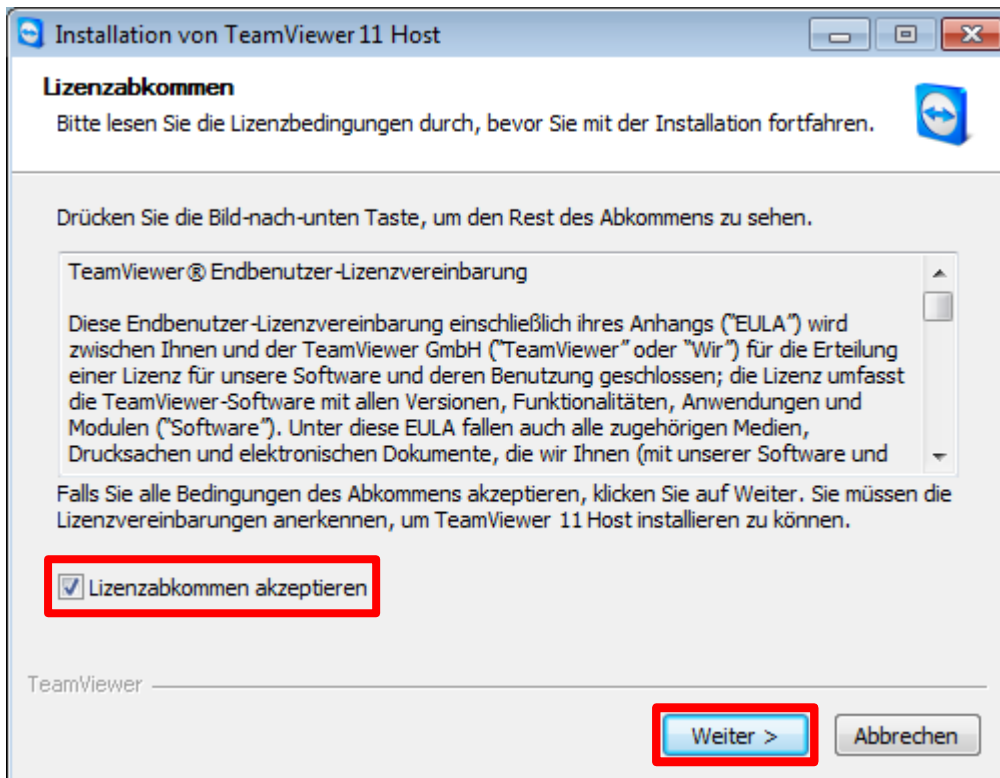 Installation von TeamViewer 11 Host
Lizenzabkommen
Bitte lesen Sie die Lizenzbedingungen durch, bevor Sie mit der Installation fortfahren.
Drücken Sie die Bild-nach-unten Taste, um den Rest des Abkommens zu sehen.
TeamViewer® Endbenutzer-Lizenzvereinbarung
Diese Endbenutzer-Lizenzvereinbarung einschließlich ihres Anhangs (“EULA”) wird
zwischen Ihnen und der TeamViewer GmbH (“TeamViewer” oder “Wir”) für die Erteilung
einer Lizenz für unsere Software und deren Benutzung geschlossen; die Lizenz umfasst
die TeamViewer-Software mit allen Versionen, Funktionalitäten, Anwendungen und
Modulen (“Software”). Unter diese EULA fallen auch alle zugehörigen Medien,
Drucksachen und elektronischen Dokumente, die wir Ihnen (mit unserer Software und
Falls Sie alle Bedingungen des Abkommens akzeptieren, klicken Sie auf Weiter. Sie müssen die
Lizenzvereinbarungen anerkennen, um TeamViewer 11 Host installieren zu können.
Lizenzabkommen akzeptieren
TeamViewer
Weiter >
Abbrechen